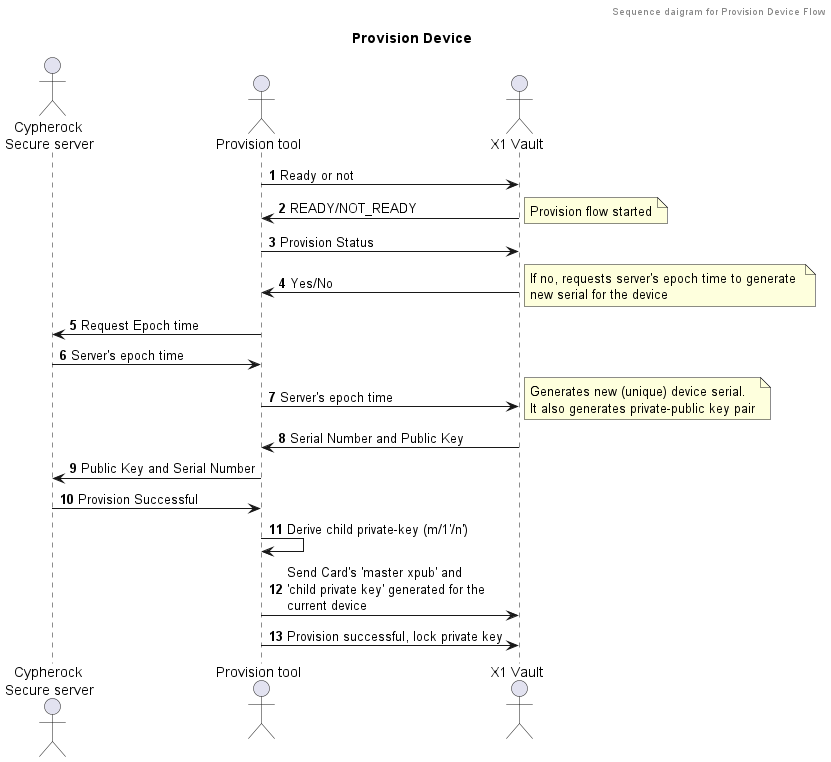 Sequence daigram for Provision Device Flow
Provision Device
Cypherock
Secure server
Provision tool
X1 Vault
1 Ready or not
2 READY/NOT_READY
Provision flow started
3 Provision Status
4 Yes/No
If no, requests server's epoch time to generate
new serial for the device
5 Request Epoch time
6 Server's epoch time
7 Server's epoch time
Generates new (unique) device serial.
It also generates private-public key pair
8 Serial Number and Public Key
9 Public Key and Serial Number
10 Provision Successful
11 Derive child private-key (m/1'/n')
Send Card's 'master xpub' and
12 'child private key' generated for the
current device
13 Provision successful, lock private key
Cypherock
Secure server
Provision tool
X1 Vault